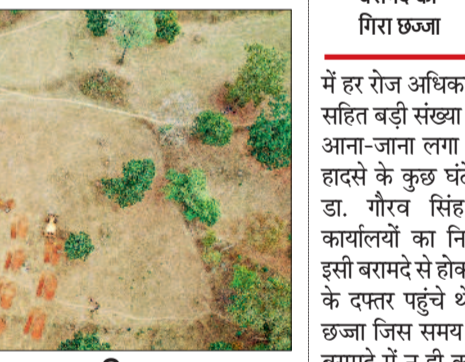 गिरा छज्जा
में हर रोज अधिक
सहित बड़ी संख्या
आना-जाना लगा
हादसे के कुछ घंटे
डा. गौरव सिंह
कार्यालयों का नि
इसी बरामदे से होक
के दफ्तर पहुंचे थे
छज्जा जिस समय